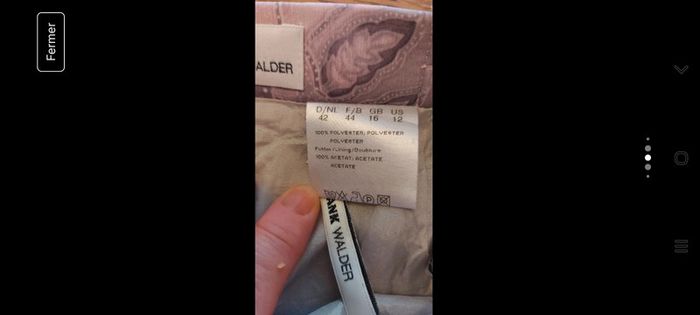 Fermer
ALDER
D/NL F/B GB US
42 44 16 12
100% POLYESTER, POLYESTER
POLYESTER
Futter/Lining/Doublure
100% ACETAT, ACETATE
ACETATE
P
ANK WALDER